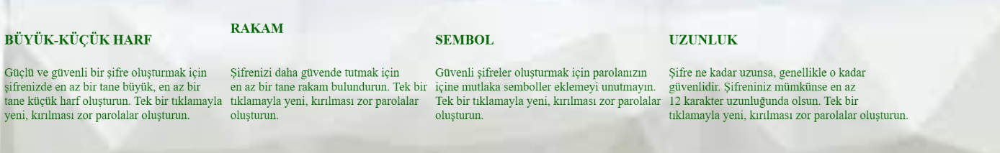 BÜYÜK-KÜÇÜK HARF
Güçlü ve güvenli bir şifre oluşturmak için
şifrenizde en az bir tane büyük, en az bir
tane küçük harf oluşturun. Tek bir tıklamayla
yeni, kırılması zor parolalar oluşturun.
RAKAM
Şifrenizi daha güvende tutmak için
en az bir tane rakam bulundurun. Tek bir
tıklamayla yeni, kırılması zor parolalar
oluşturun.
SEMBOL
Güvenli şifreler oluşturmak için parolanızın
içine mutlaka semboller eklemeyi unutmayın.
Tek bir tıklamayla yeni, kırılması zor parolalar
oluşturun.
UZUNLUK
Şifre ne kadar uzunsa, genellikle o kadar
güvenlidir. Şifreniniz mümkünse en az
12 karakter uzunluğunda olsun. Tek bir
tıklamayla yeni, kırılması zor parolalar oluşturun.